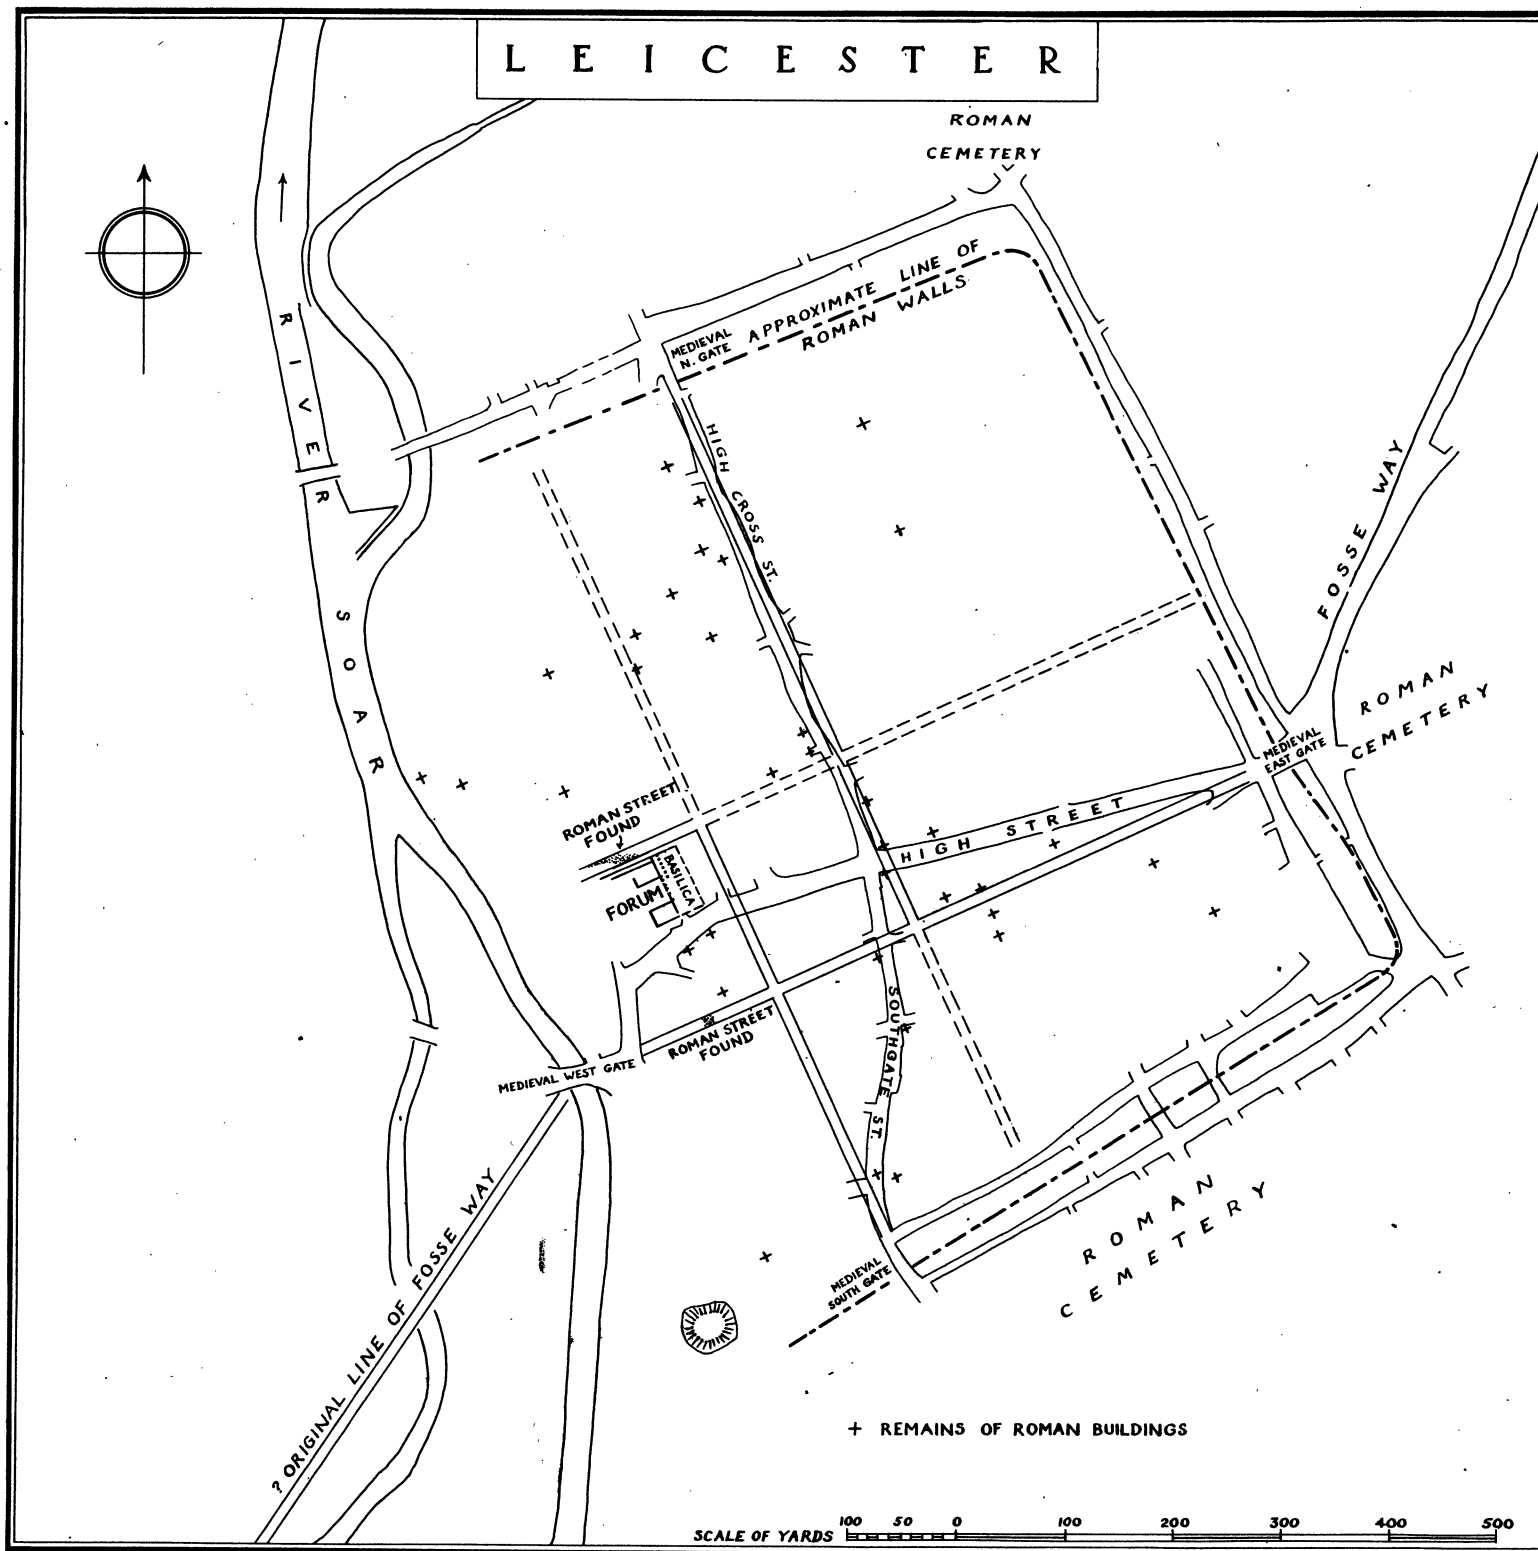 LEICESTER
ROMAN
CEMETERY
APPROXIMATE LINE OF
ROMAN WALLS
MEDIEVAL
N. GATE
RIVER SOAR
HIGH CROSS ST.
FOSSE WAY
ROMAN
CEMETERY
MEDIEVAL
EAST GATE
ROMAN STREET
FOUND
HIGH STREET
BASILICA
FORUM
ROMAN STREET
FOUND
MEDIEVAL WEST GATE
SOUTHGATE ST.
? ORIGINAL LINE OF FOSSE WAY
ROMAN
CEMETERY
MEDIEVAL
SOUTH GATE
+ REMAINS OF ROMAN BUILDINGS
SCALE OF YARDS
100 50 0 100 200 300 400 500